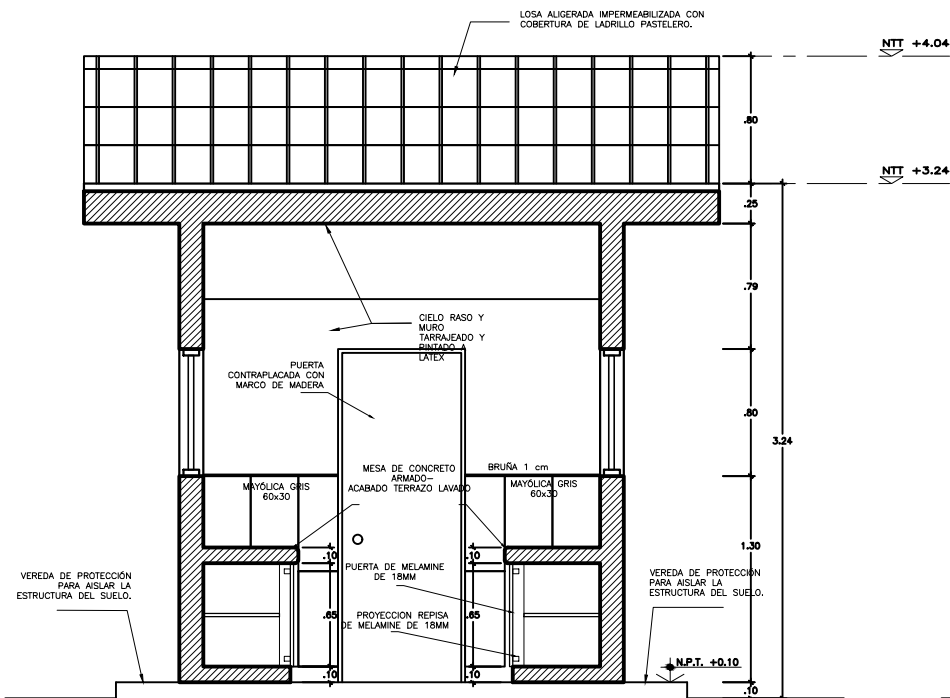 LOSA ALIGERADA IMPERMEABILIZADA CON
COBERTURA DE LADRILLO PASTELERO.
NTT +4.04
.80
NTT +3.24
.25
.79
CIELO RASO Y
MURO
TARRAJEADO Y
PINTADO A
LATEX
PUERTA
CONTRAPLACADA CON
MARCO DE MADERA
.80
3.24
MESA DE CONCRETO
ARMADO-
ACABADO TERRAZO LAVADO
BRUÑA 1 cm
MAYÓLICA GRIS
60x30
MAYÓLICA GRIS
60x30
1.30
.10
.10
PUERTA DE MELAMINE
DE 18MM
VEREDA DE PROTECCIÓN
PARA AISLAR LA
ESTRUCTURA DEL SUELO.
VEREDA DE PROTECCIÓN
PARA AISLAR LA
ESTRUCTURA DEL SUELO.
.65
.65
PROYECCION REPISA
DE MELAMINE DE 18MM
.10
.10
N.P.T. +0.10
.10